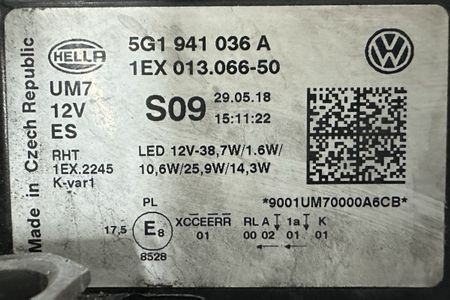 HELLA
5G1 941 036 A
1EX 013.066-50
UM7
12V
ES
S09
29.05.18
15:11:22
RHT
1EX.2245
K-var1
LED 12V-38,7W/1.6W/
10,6W/25,9W/14,3W
Made in Czech Republic
*9001UM70000A6CB*
PL
17,5
E8
8528
XCCEERR
01
RL A 1a K
00 02 01 01
VW